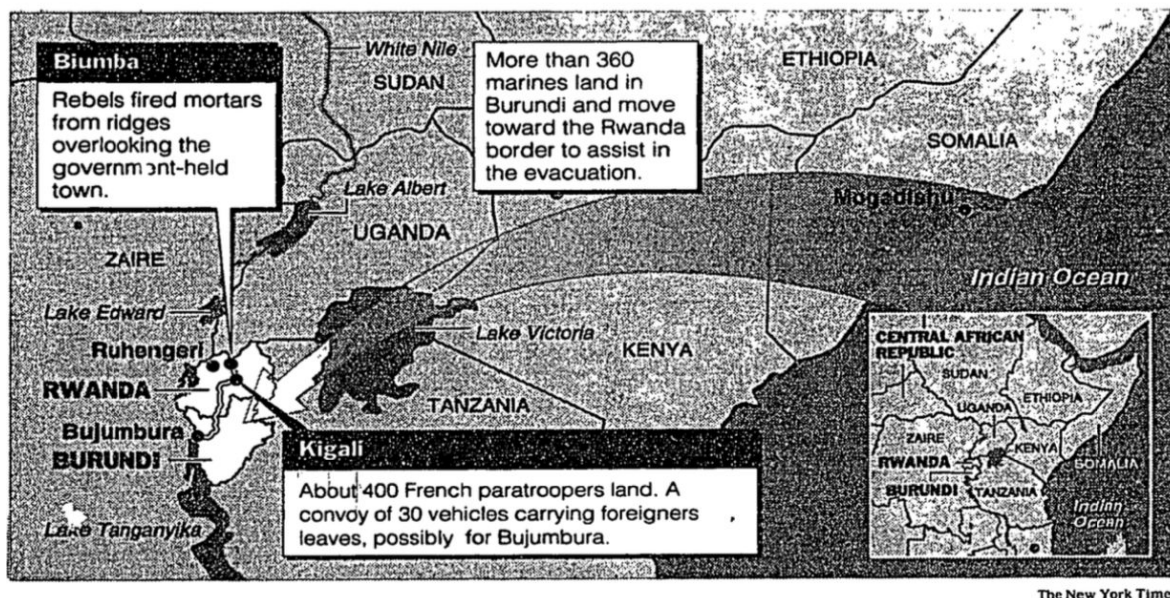 Biumba
Rebels fired mortars
from ridges
overlooking the
government-held
town.
White Nile
SUDAN
More than 360
marines land in
Burundi and move
toward the Rwanda
border to assist in
the evacuation.
ETHIOPIA
SOMALIA
Mogadishu
Indian Ocean
Lake Albert
UGANDA
ZAIRE
Lake Edward
Lake Victoria
Ruhengeri
KENYA
RWANDA
TANZANIA
Bujumbura
BURUNDI
Kigali
About 400 French paratroopers land. A
convoy of 30 vehicles carrying foreigners
leaves, possibly for Bujumbura.
Lake Tanganyika
CENTRAL AFRICAN
REPUBLIC
SUDAN
ETHIOPIA
UGANDA
ZAIRE
KENYA
SOMALIA
RWANDA
BURUNDI
TANZANIA
Indian
Ocean
The New York Time